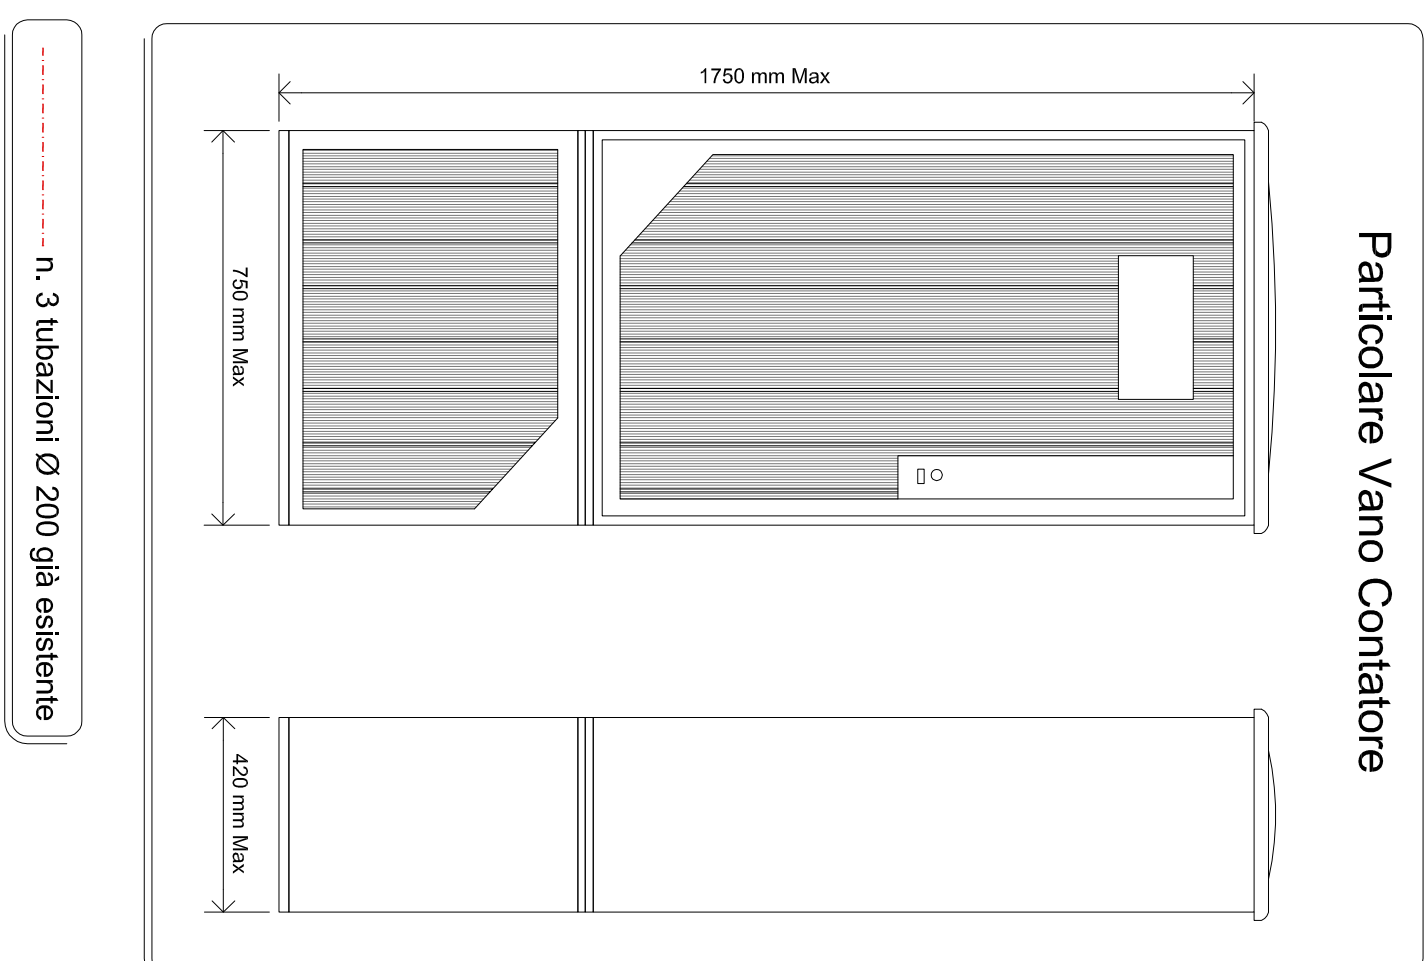 Particolare Vano Contatore
1750 mm Max
750 mm Max
420 mm Max
n. 3 tubazioni Ø 200 già esistente